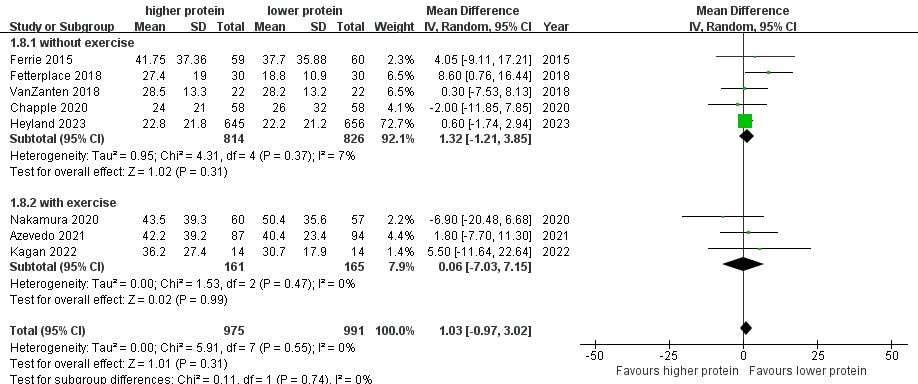 higher protein lower protein Mean Difference Mean Difference
Study or Subgroup Mean SD Total Mean SD Total Weight IV, Random, 95% CI Year IV, Random, 95% CI
1.8.1 without exercise
Ferrie 2015 41.75 37.36 59 37.7 35.88 60 2.3% 4.05 [-9.11, 17.21] 2015
Fetterplace 2018 27.4 19 30 18.8 10.9 30 6.5% 8.60 [0.76, 16.44] 2018
VanZanten 2018 28.5 13.3 22 28.2 13.2 22 6.5% 0.30 [-7.53, 8.13] 2018
Chapple 2020 24 21 58 26 32 58 4.1% -2.00 [-11.85, 7.85] 2020
Heyland 2023 22.8 21.8 645 22.2 21.2 656 72.7% 0.60 [-1.74, 2.94] 2023
Subtotal (95% CI) 814 826 92.1% 1.32 [-1.21, 3.85]
Heterogeneity: Tau² = 0.95; Chi² = 4.31, df = 4 (P = 0.37); I² = 7%
Test for overall effect: Z = 1.02 (P = 0.31)
1.8.2 with exercise
Nakamura 2020 43.5 39.3 60 50.4 35.6 57 2.2% -6.90 [-20.48, 6.68] 2020
Azevedo 2021 42.2 39.2 87 40.4 23.4 94 4.4% 1.80 [-7.70, 11.30] 2021
Kagan 2022 36.2 27.4 14 30.7 17.9 14 1.4% 5.50 [-11.64, 22.64] 2022
Subtotal (95% CI) 161 165 7.9% 0.06 [-7.03, 7.15]
Heterogeneity: Tau² = 0.00; Chi² = 1.53, df = 2 (P = 0.47); I² = 0%
Test for overall effect: Z = 0.02 (P = 0.99)
Total (95% CI) 975 991 100.0% 1.03 [-0.97, 3.02]
Heterogeneity: Tau² = 0.00; Chi² = 5.91, df = 7 (P = 0.55); I² = 0%
Test for overall effect: Z = 1.01 (P = 0.31)
Test for subgroup differences: Chi² = 0.11, df = 1 (P = 0.74), I² = 0%
-50 -25 0 25 50
Favours higher protein Favours lower protein